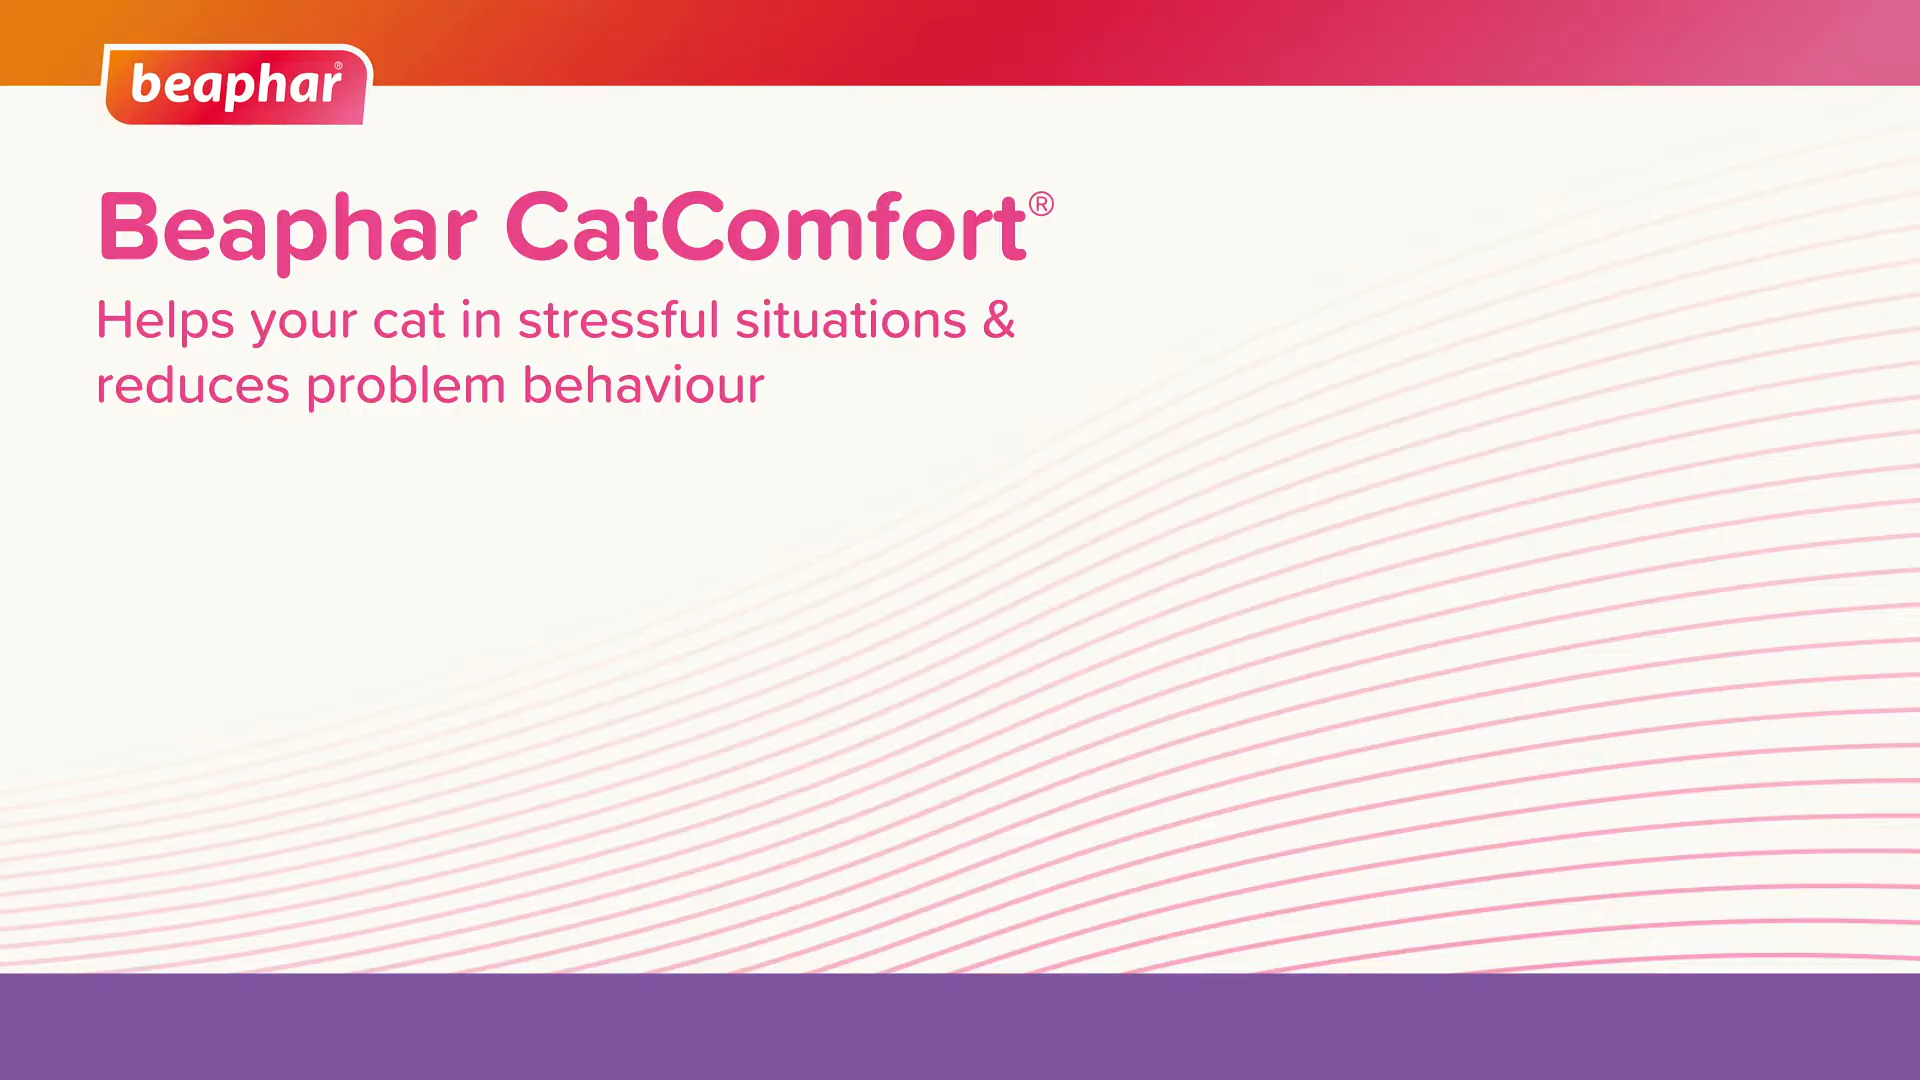 beaphar®
Beaphar CatComfort®
Helps your cat in stressful situations &
reduces problem behaviour